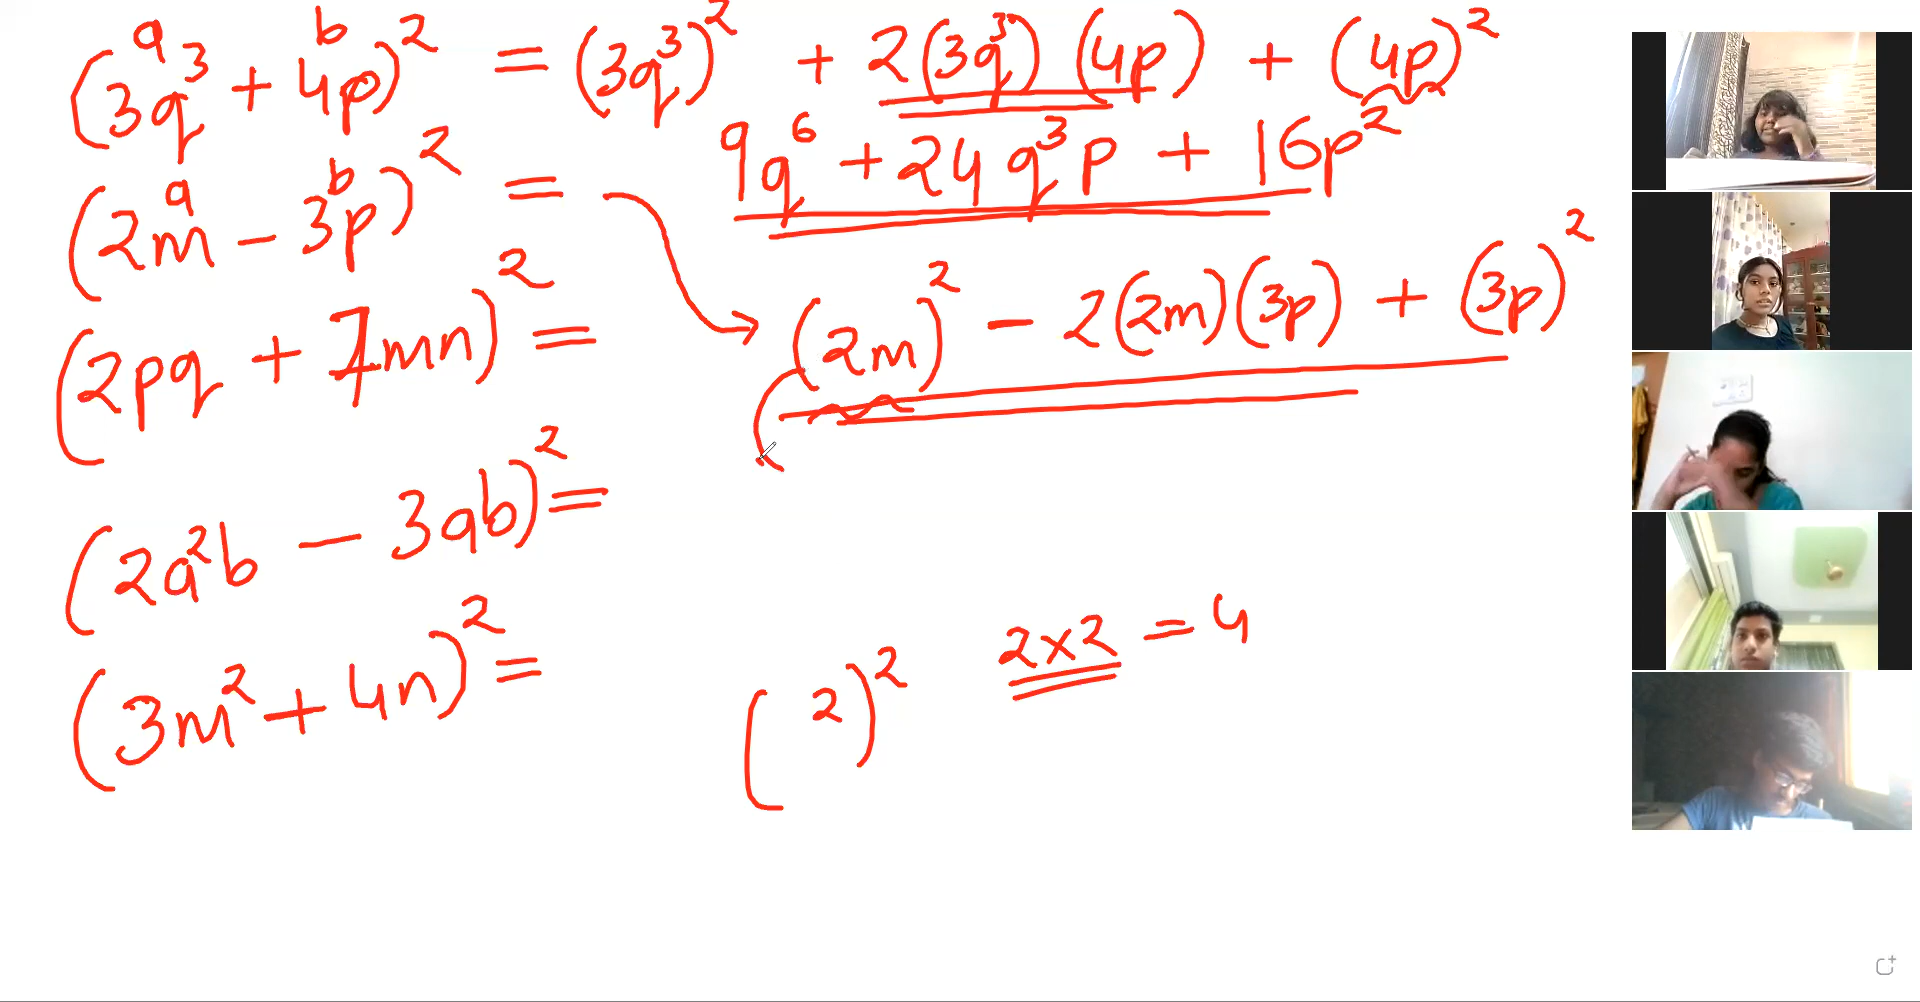 (3q³ + 4p)² = (3q³)² + 2(3q³)(4p) + (4p)²
a b
9q⁶ + 24q³p + 16p²
(2m - 3p)² =
a b
(2m)² - 2(2m)(3p) + (3p)²
(2pq + 7mn)² =
(2a²b - 3ab)² =
(3m² + 4n)² =
(2)² 2×2 = 4